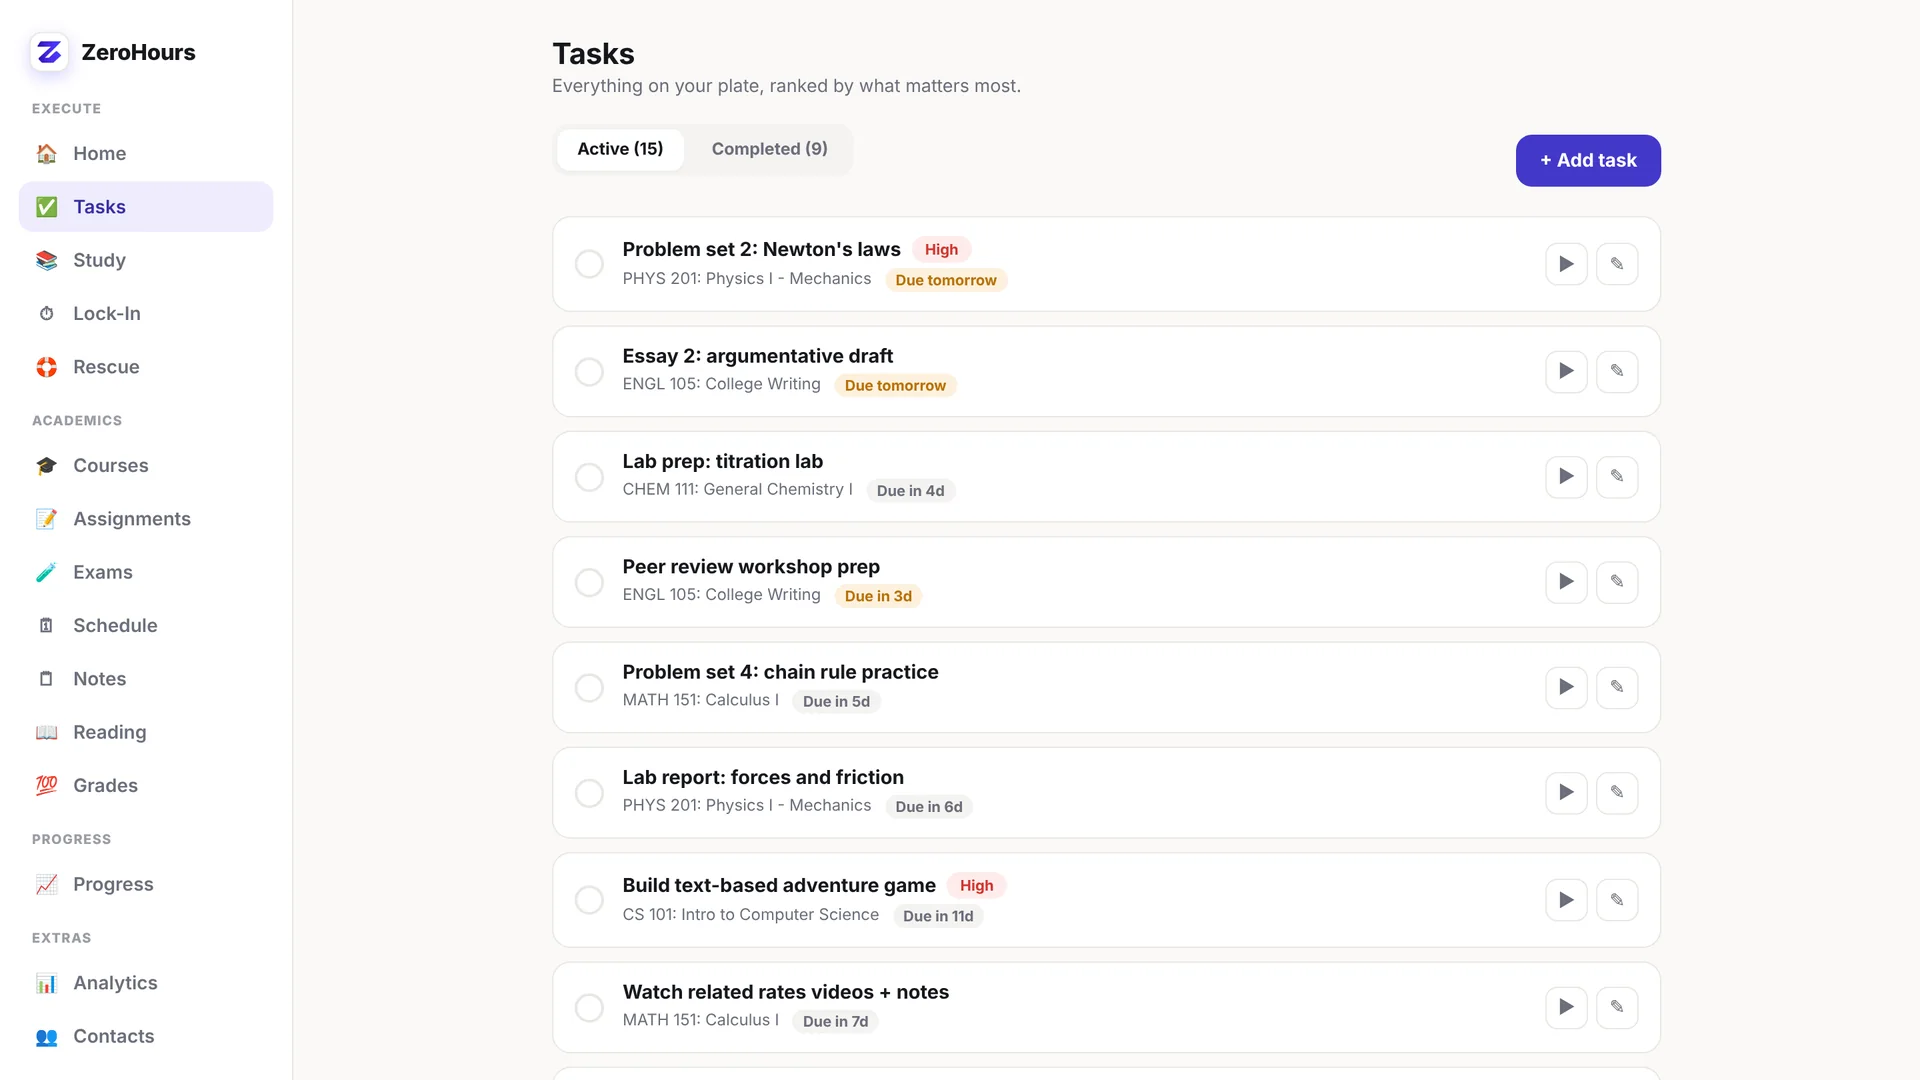 ZeroHours
EXECUTE
Home
Tasks
Study
Lock-In
Rescue
ACADEMICS
Courses
Assignments
Exams
Schedule
Notes
Reading
Grades
PROGRESS
Progress
EXTRAS
Analytics
Contacts
Tasks
Everything on your plate, ranked by what matters most.
Active (15) Completed (9)
+ Add task
Problem set 2: Newton's laws High
PHYS 201: Physics I - Mechanics Due tomorrow
Essay 2: argumentative draft
ENGL 105: College Writing Due tomorrow
Lab prep: titration lab
CHEM 111: General Chemistry I Due in 4d
Peer review workshop prep
ENGL 105: College Writing Due in 3d
Problem set 4: chain rule practice
MATH 151: Calculus I Due in 5d
Lab report: forces and friction
PHYS 201: Physics I - Mechanics Due in 6d
Build text-based adventure game High
CS 101: Intro to Computer Science Due in 11d
Watch related rates videos + notes
MATH 151: Calculus I Due in 7d